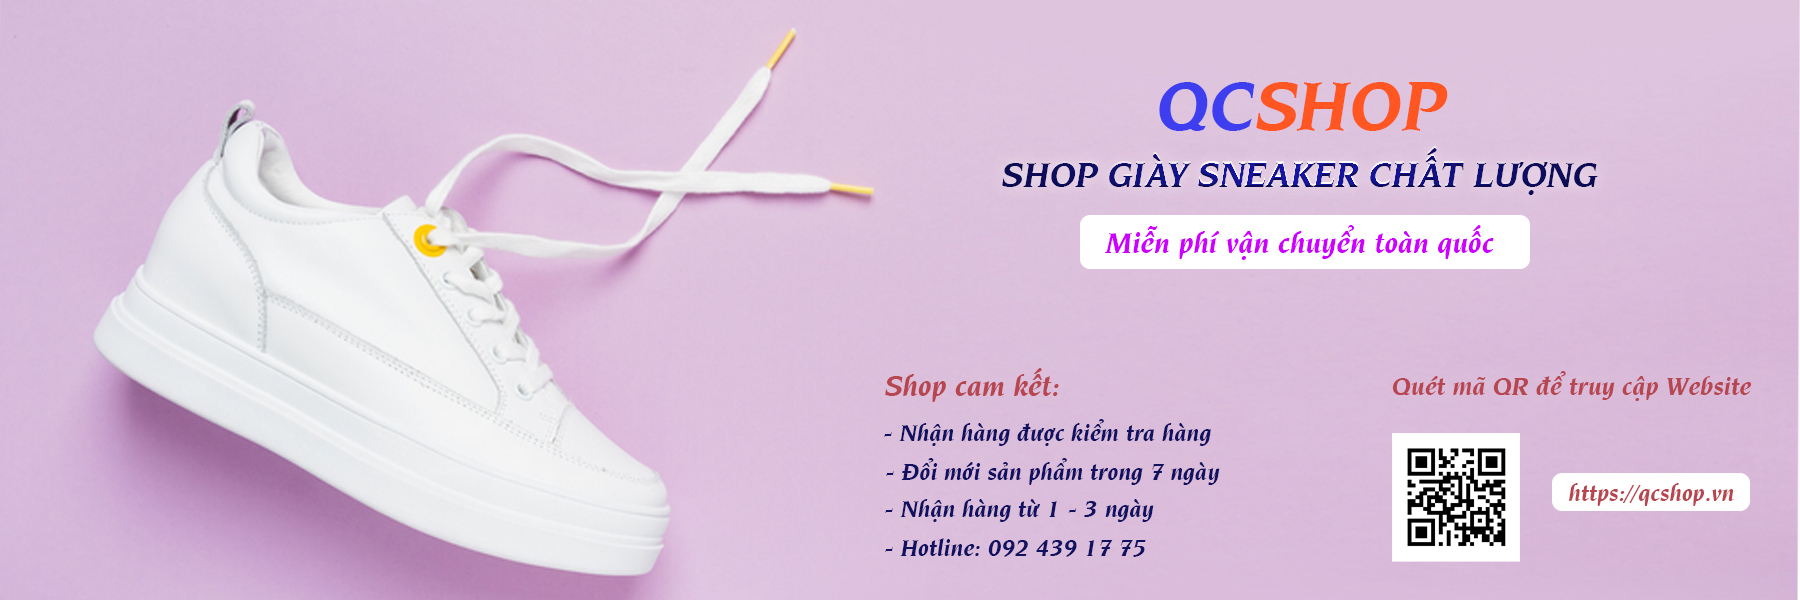 QCSHOP
SHOP GIÀY SNEAKER CHẤT LƯỢNG
Miễn phí vận chuyển toàn quốc
Shop cam kết:
- Nhận hàng được kiểm tra hàng
- Đổi mới sản phẩm trong 7 ngày
- Nhận hàng từ 1 - 3 ngày
- Hotline: 092 439 17 75
Quét mã QR để truy cập Website
https://qcshop.vn